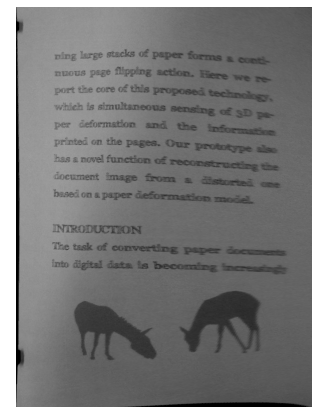 ning large stacks of paper forms a conti-
nuous page flipping action. Here we re-
port the core of this proposed technology,
which is simultaneous sensing of 3D pa-
per deformation and the information
printed on the pages. Our prototype also
has a novel function of reconstructing the
document image from a distorted one
based on a paper deformation model.
INTRODUCTION
The task of converting paper documents
into digital data is becoming increasingly